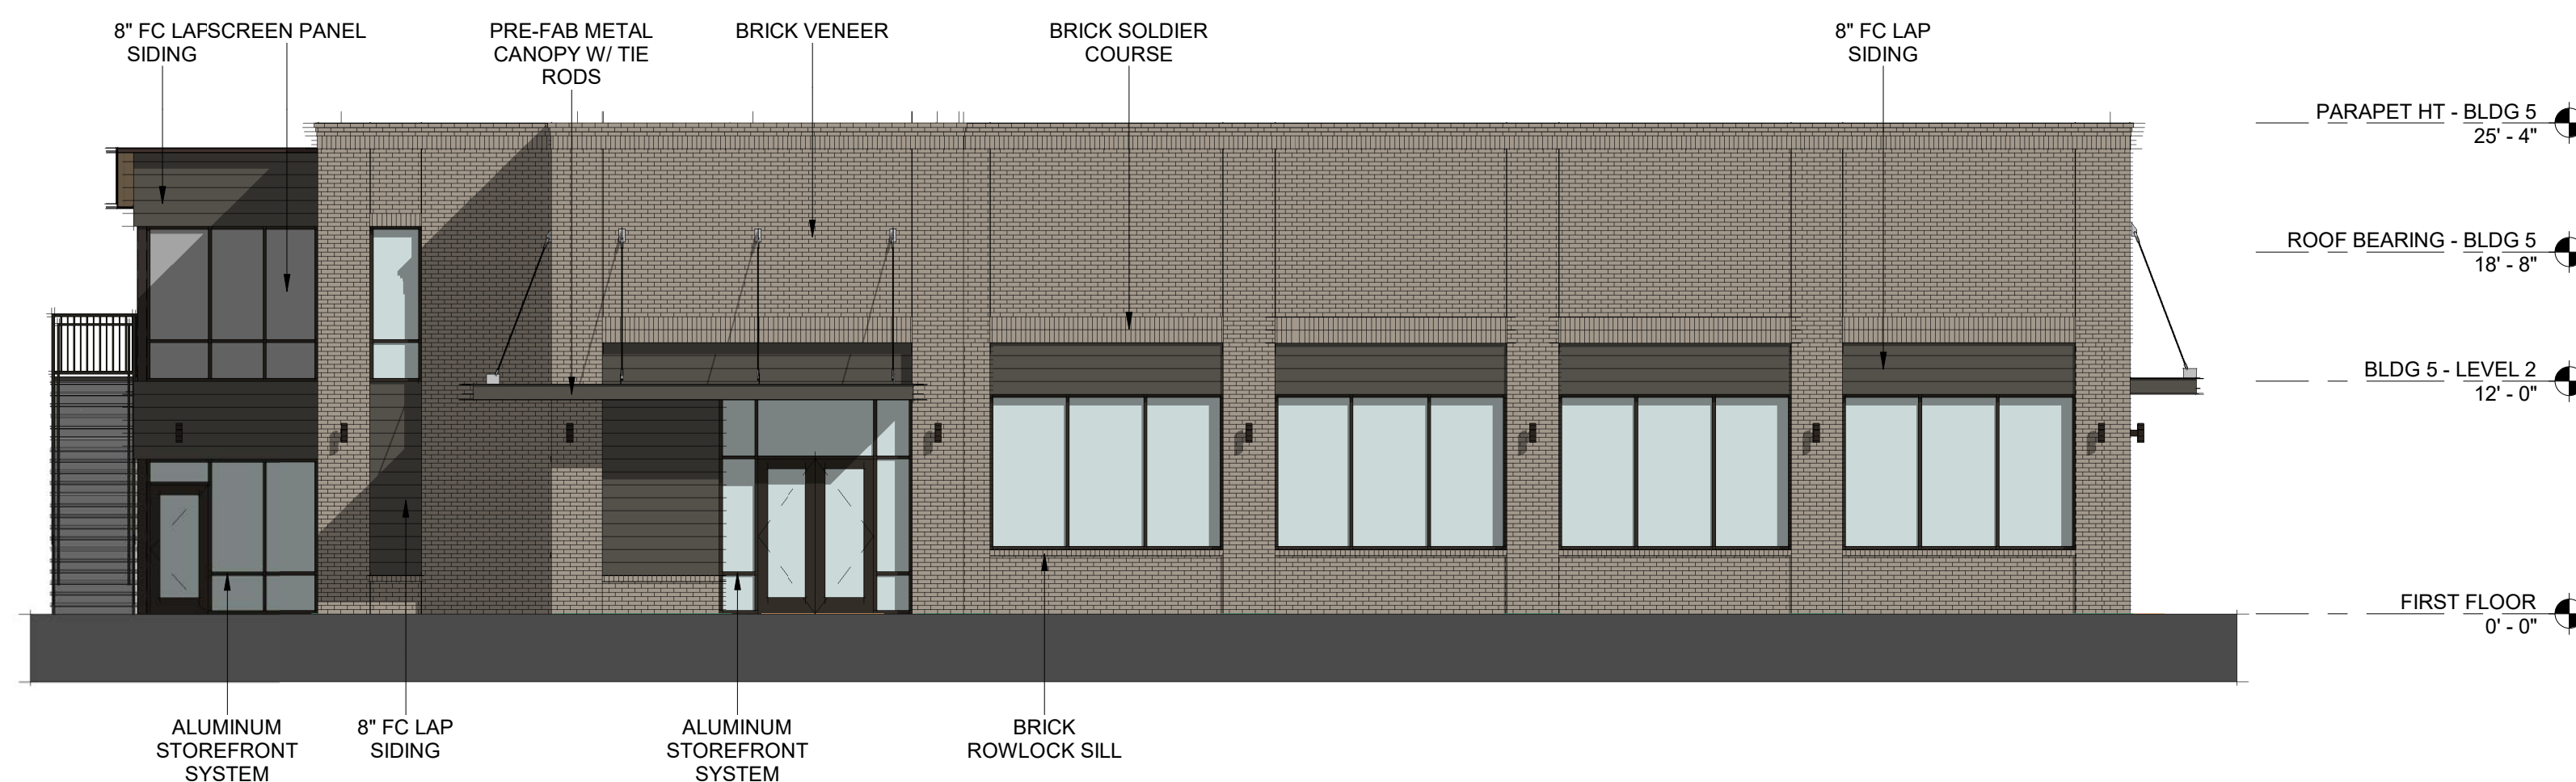 8" FC LAP
SIDING
SCREEN PANEL
PRE-FAB METAL
CANOPY W/ TIE
RODS
BRICK VENEER
BRICK SOLDIER
COURSE
8" FC LAP
SIDING
PARAPET HT - BLDG 5
25' - 4"
ROOF BEARING - BLDG 5
18' - 8"
BLDG 5 - LEVEL 2
12' - 0"
FIRST FLOOR
0' - 0"
ALUMINUM
STOREFRONT
SYSTEM
8" FC LAP
SIDING
ALUMINUM
STOREFRONT
SYSTEM
BRICK
ROWLOCK SILL